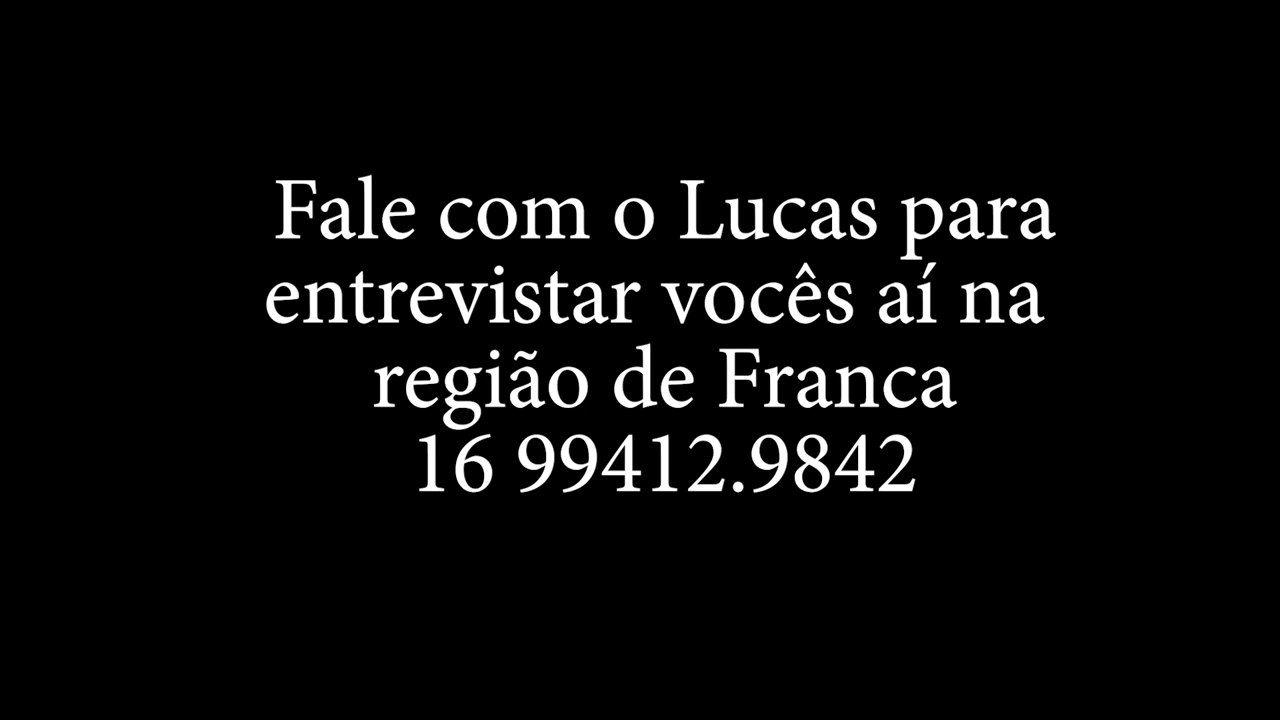 Fale com o Lucas para
entrevistar vocês aí na
região de Franca
16 99412.9842